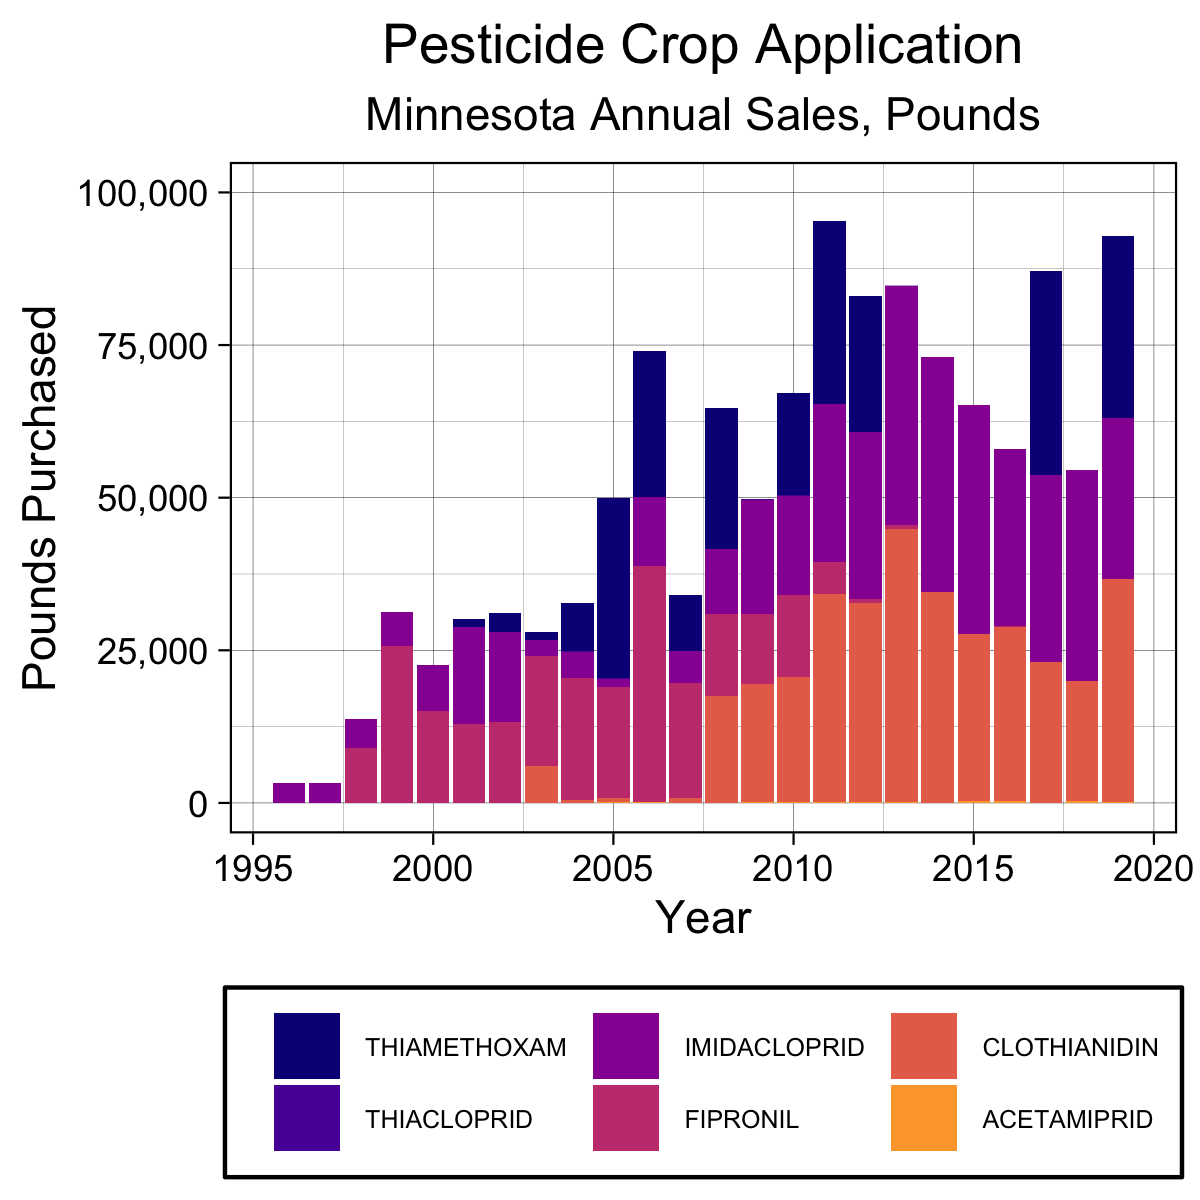 Pesticide Crop Application
Minnesota Annual Sales, Pounds
Pounds Purchased
100,000
75,000
50,000
25,000
0
1995 2000 2005 2010 2015 2020
Year
THIAMETHOXAM IMIDACLOPRID CLOTHIANIDIN
THIACLOPRID FIPRONIL ACETAMIPRID